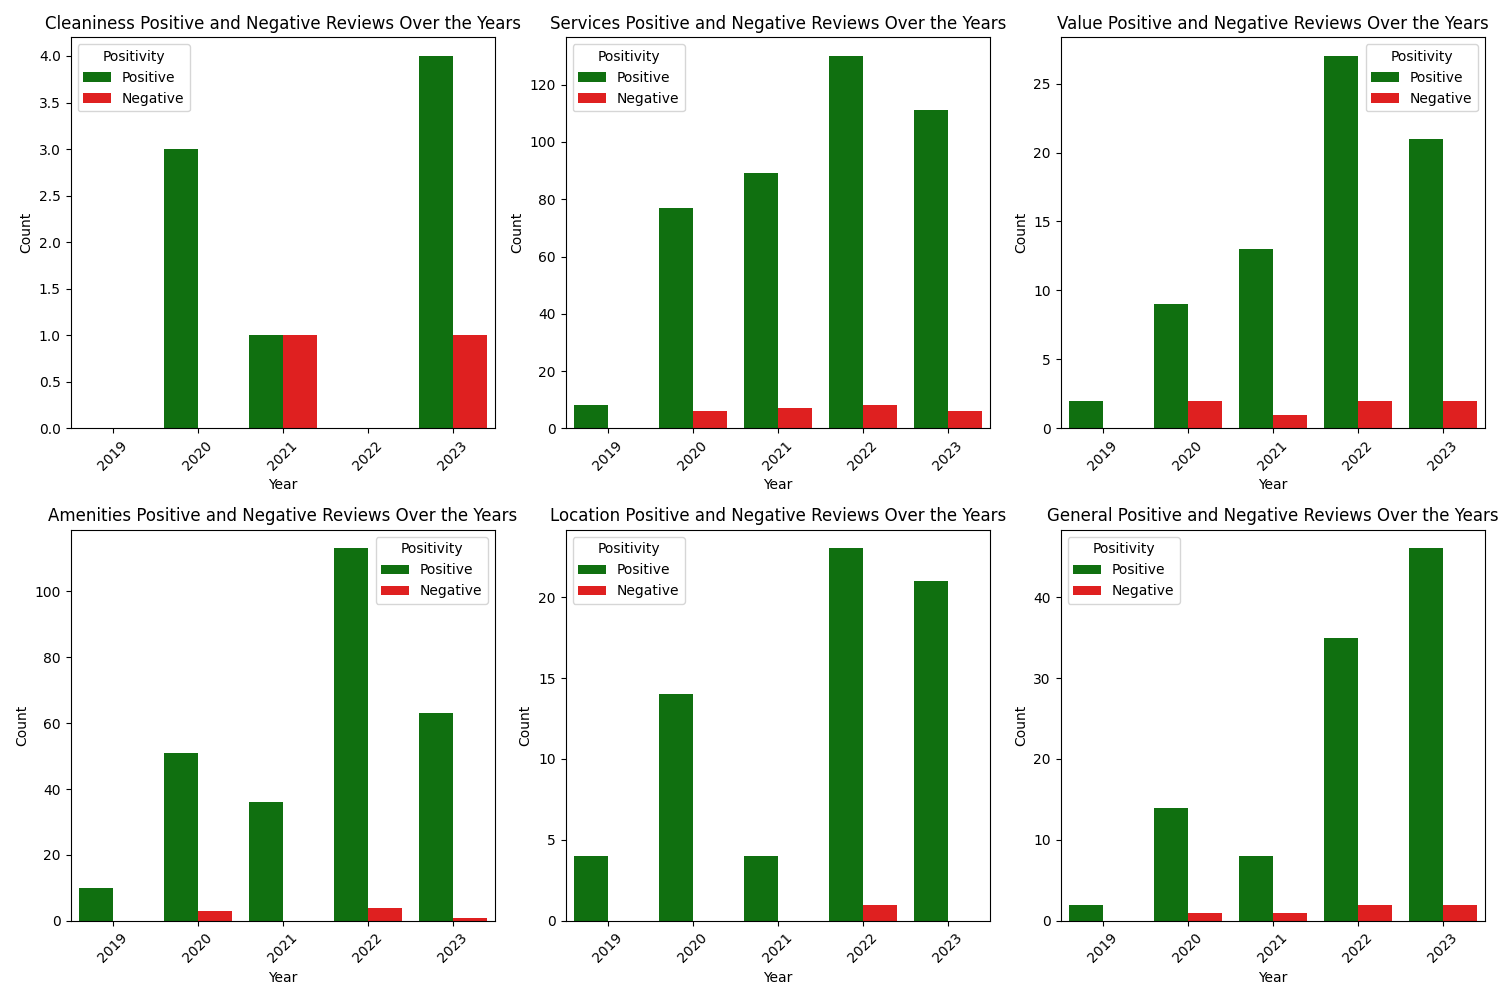 Cleaniness Positive and Negative Reviews Over the Years
Positivity
Positive
Negative
4.0
3.5
3.0
2.5
2.0
1.5
1.0
0.5
0.0
Count
2019
2020
2021
2022
2023
Year
Services Positive and Negative Reviews Over the Years
Positivity
Positive
Negative
120
100
80
60
40
20
0
Count
2019
2020
2021
2022
2023
Year
Value Positive and Negative Reviews Over the Years
Positivity
Positive
Negative
25
20
15
10
5
0
Count
2019
2020
2021
2022
2023
Year
Amenities Positive and Negative Reviews Over the Years
Positivity
Positive
Negative
100
80
60
40
20
0
Count
2019
2020
2021
2022
2023
Year
Location Positive and Negative Reviews Over the Years
Positivity
Positive
Negative
20
15
10
5
0
Count
2019
2020
2021
2022
2023
Year
General Positive and Negative Reviews Over the Years
Positivity
Positive
Negative
40
30
20
10
0
Count
2019
2020
2021
2022
2023
Year